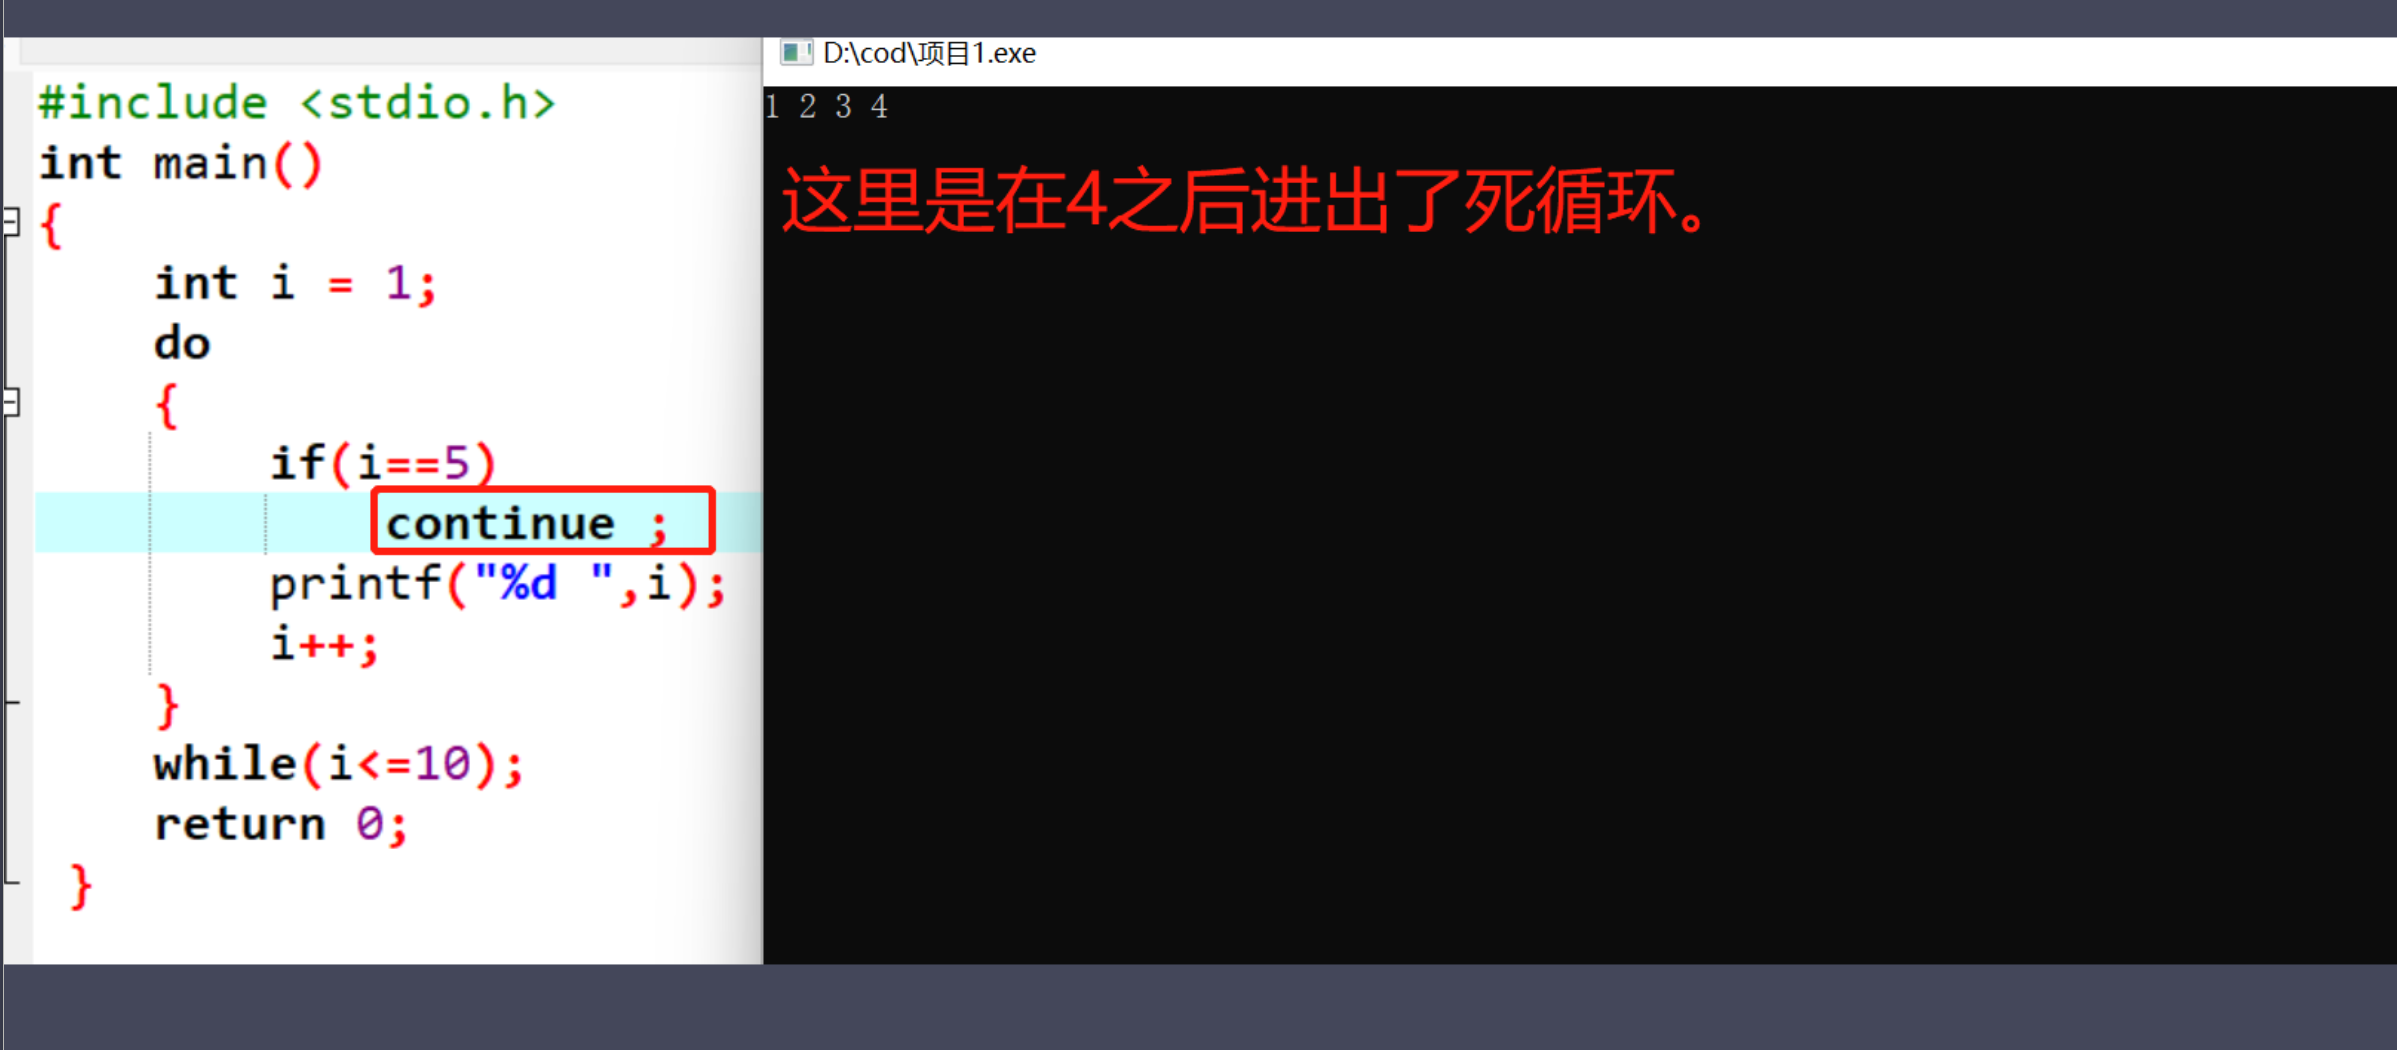 #include <stdio.h>
int main()
{
int i = 1;
do
{
if(i==5)
continue ;
printf("%d ",i);
i++;
}
while(i<=10);
return 0;
}
D:\cod\项目1.exe
1 2 3 4
这里是在4之后进出了死循环。